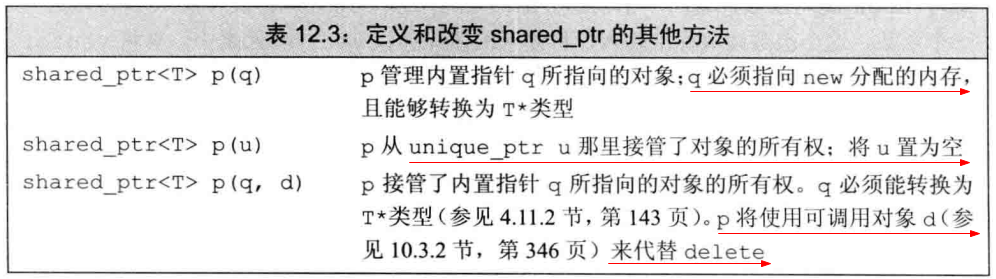 表 12.3：定义和改变 shared_ptr 的其他方法
shared_ptr<T> p(q) p 管理内置指针 q 所指向的对象；q 必须指向 new 分配的内存，
且能够转换为 T*类型
shared_ptr<T> p(u) p 从 unique_ptr u 那里接管了对象的所有权；将 u 置为空
shared_ptr<T> p(q, d) p 接管了内置指针 q 所指向的对象的所有权。q 必须能转换为
T*类型（参见 4.11.2 节，第 143 页）。p 将使用可调用对象 d（参
见 10.3.2 节，第 346 页）来代替 delete